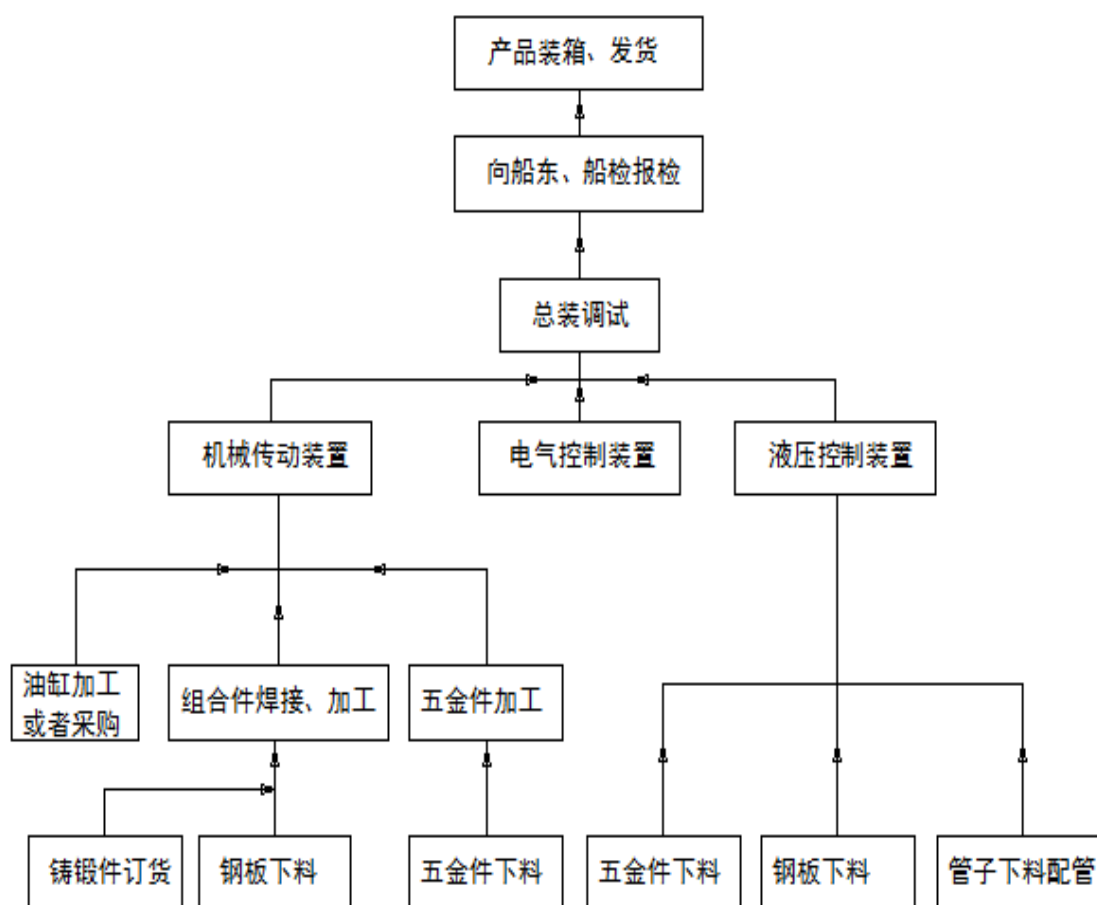 产品装箱、发货
向船东、船检报检
总装调试
机械传动装置
电气控制装置
液压控制装置
油缸加工
或者采购
组合件焊接、加工
五金件加工
铸锻件订货
钢板下料
五金件下料
五金件下料
钢板下料
管子下料配管